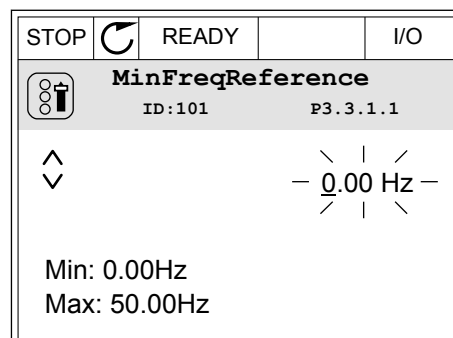 STOP READY I/O
MinFreqReference
ID:101 P3.3.1.1
0.00 Hz
Min: 0.00Hz
Max: 50.00Hz